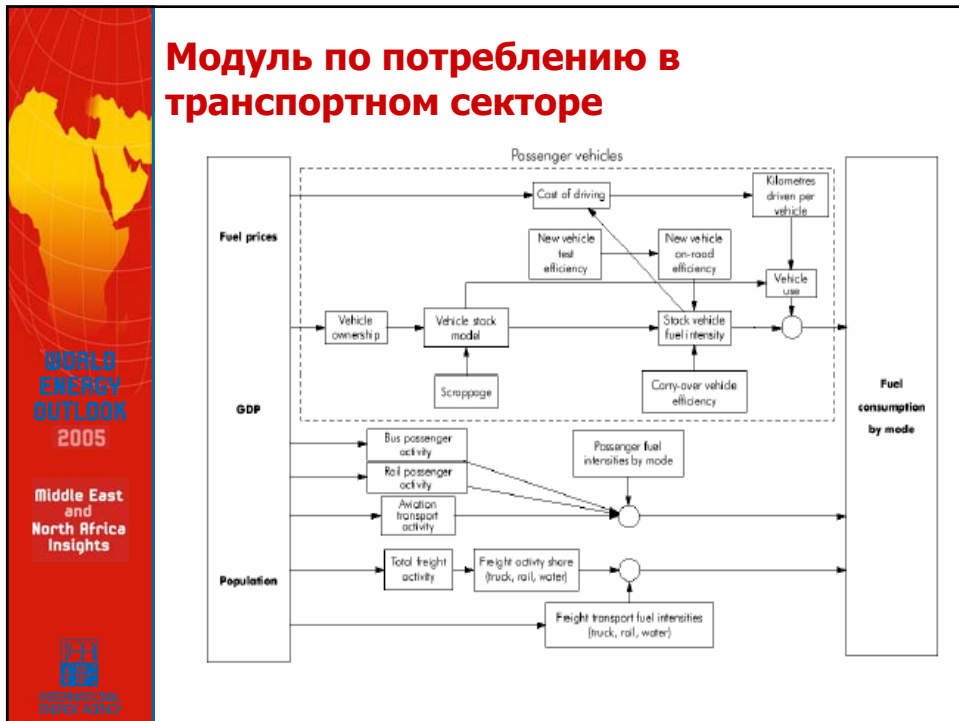 Модуль по потреблению в
транспортном секторе
WORLD
ENERGY
OUTLOOK
2005
Middle East
and
North Africa
Insights
INTERNATIONAL
ENERGY AGENCY
Passenger vehicles
Fuel prices
GDP
Population
Cost of driving
Kilometres
driven per
vehicle
New vehicle
test
efficiency
New vehicle
on-road
efficiency
Vehicle
use
Vehicle
ownership
Vehicle stock
model
Stock vehicle
fuel intensity
Scrappage
Carry-over vehicle
efficiency
Bus passenger
activity
Rail passenger
activity
Aviation
transport
activity
Passenger fuel
intensities by mode
Total freight
activity
Freight activty share
(truck, rail, water)
Freight transport fuel intensities
(truck, rail, water)
Fuel
consumption
by mode